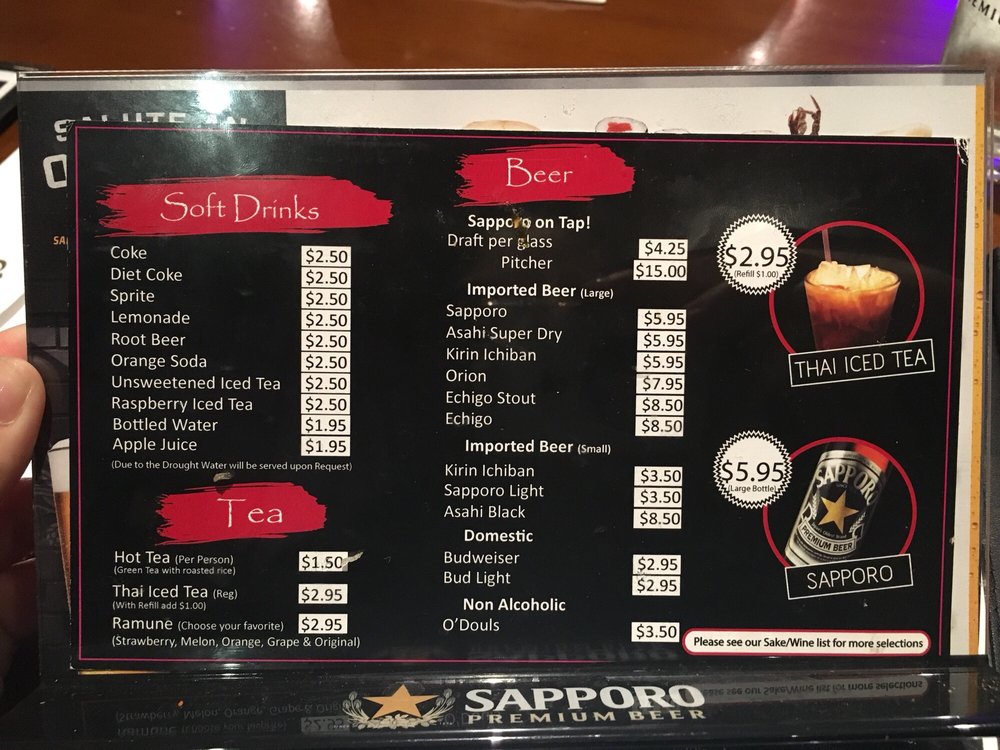 Soft Drinks
Coke $2.50
Diet Coke $2.50
Sprite $2.50
Lemonade $2.50
Root Beer $2.50
Orange Soda $2.50
Unsweetened Iced Tea $2.50
Raspberry Iced Tea $2.50
Bottled Water $1.95
Apple Juice $1.95
(Due to the Drought Water will be served upon Request)
Tea
Hot Tea (Per Person) $1.50
(Green Tea with roasted rice)
Thai Iced Tea (Reg) $2.95
(With Refill add $1.00)
Ramune (Choose your favorite) $2.95
(Strawberry, Melon, Orange, Grape & Original)
Beer
Sapporo on Tap!
Draft per glass $4.25
Pitcher $15.00
Imported Beer (Large)
Sapporo $5.95
Asahi Super Dry $5.95
Kirin Ichiban $5.95
Orion $7.95
Echigo Stout $8.50
Echigo $8.50
Imported Beer (Small)
Kirin Ichiban $3.50
Sapporo Light $3.50
Asahi Black $8.50
Domestic
Budweiser $2.95
Bud Light $2.95
Non Alcoholic
O'Douls $3.50
$2.95
(Refill $1.00)
THAI ICED TEA
$5.95
(Large Bottle)
SAPPORO
PREMIUM BEER
SAPPORO
Please see our Sake/Wine list for more selections
SAPPORO
PREMIUM BEER